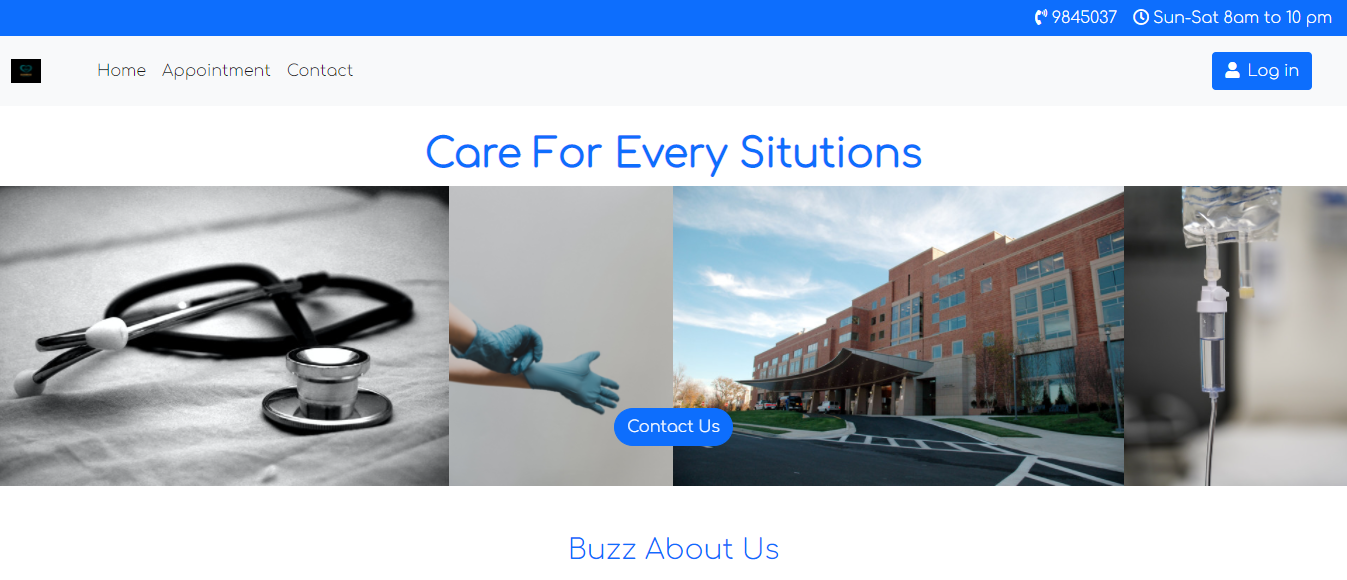 9845037 Sun-Sat 8am to 10 pm
Home Appointment Contact Log in
Care For Every Situtions
Contact Us
Buzz About Us